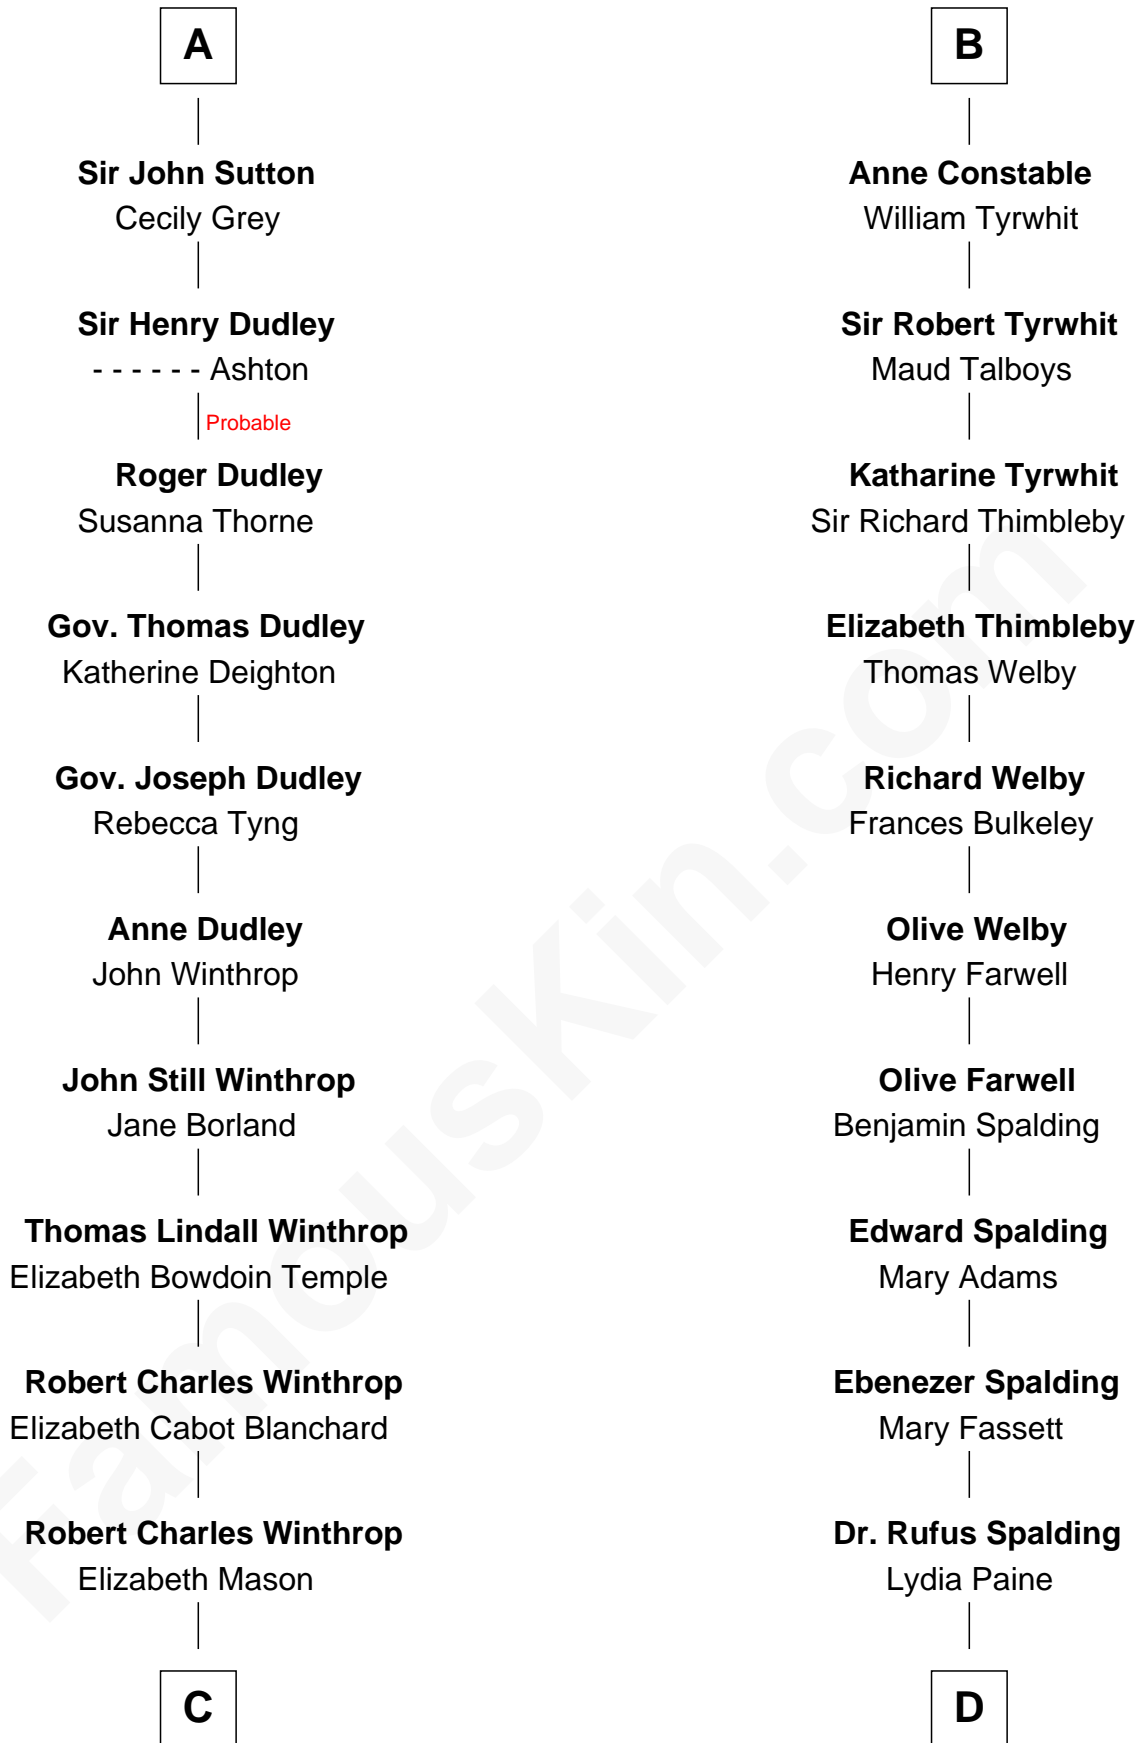 A
Sir John Sutton
Cecily Grey
Sir Henry Dudley
- - - - - - Ashton
Probable
Roger Dudley
Susanna Thorne
Gov. Thomas Dudley
Katherine Deighton
Gov. Joseph Dudley
Rebecca Tyng
Anne Dudley
John Winthrop
John Still Winthrop
Jane Borland
Thomas Lindall Winthrop
Elizabeth Bowdoin Temple
Robert Charles Winthrop
Elizabeth Cabot Blanchard
Robert Charles Winthrop
Elizabeth Mason
C
B
Anne Constable
William Tyrwhit
Sir Robert Tyrwhit
Maud Talboys
Katharine Tyrwhit
Sir Richard Thimbleby
Elizabeth Thimbleby
Thomas Welby
Richard Welby
Frances Bulkeley
Olive Welby
Henry Farwell
Olive Farwell
Benjamin Spalding
Edward Spalding
Mary Adams
Ebenezer Spalding
Mary Fassett
Dr. Rufus Spalding
Lydia Paine
D
FamousKin.com